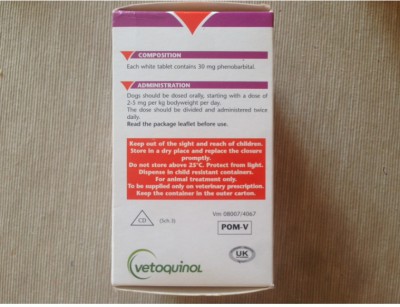 COMPOSITION
Each white tablet contains 30 mg phenobarbital.
ADMINISTRATION
Dogs should be dosed orally, starting with a dose of
2-5 mg per kg bodyweight per day.
The dose should be divided and administered twice
daily.
Read the package leaflet before use.
Keep out of the sight and reach of children.
Store in a dry place and replace the closure
promptly.
Do not store above 25°C. Protect from light.
Dispense in child resistant containers.
For animal treatment only.
To be supplied only on veterinary prescription.
Keep the container in the outer carton.
CD (Sch 3) Vm 08007/4067
POM-V
vetoquinol UK